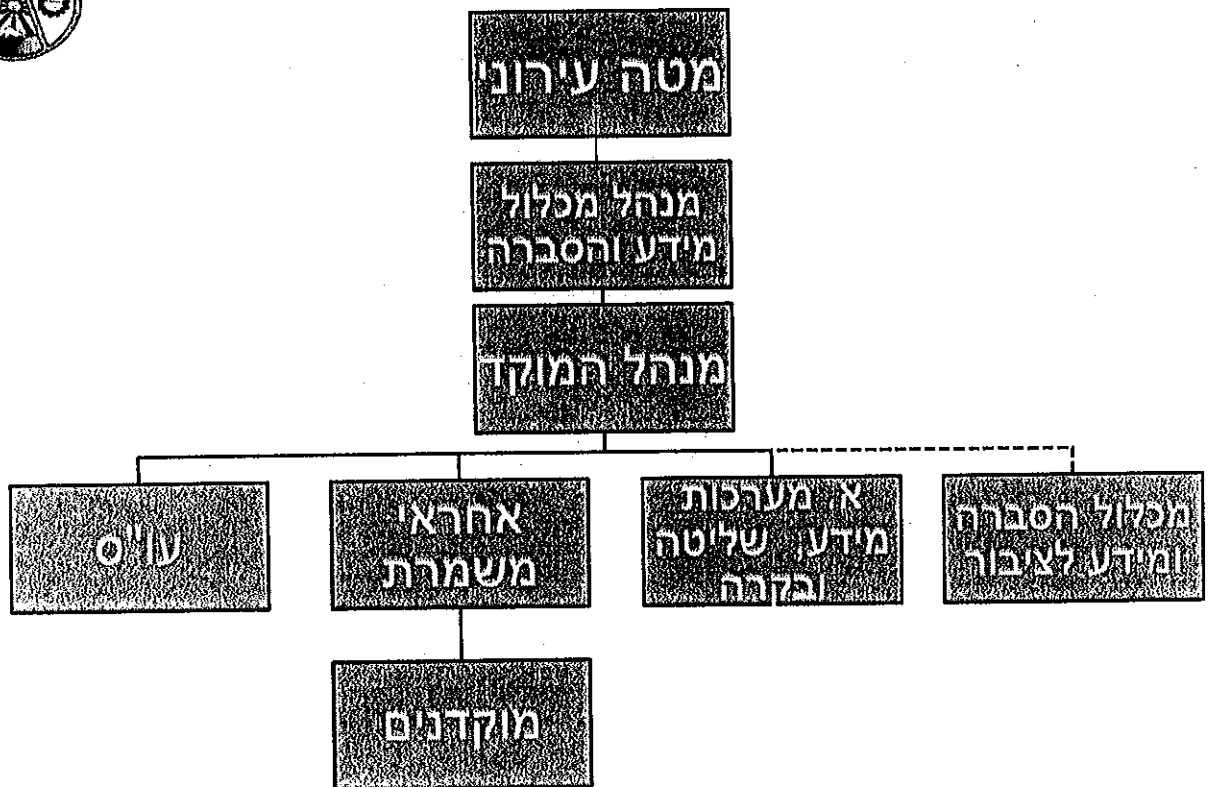 מטה עירוני
מנהל מכלול
מידע והסברה
מנהל המוקד
מכלול הסברה
ומידע לציבור
א. מערכות
מידע, שליטה
ובקרה
אחראי
משמרת
עו"ס
מוקדנים